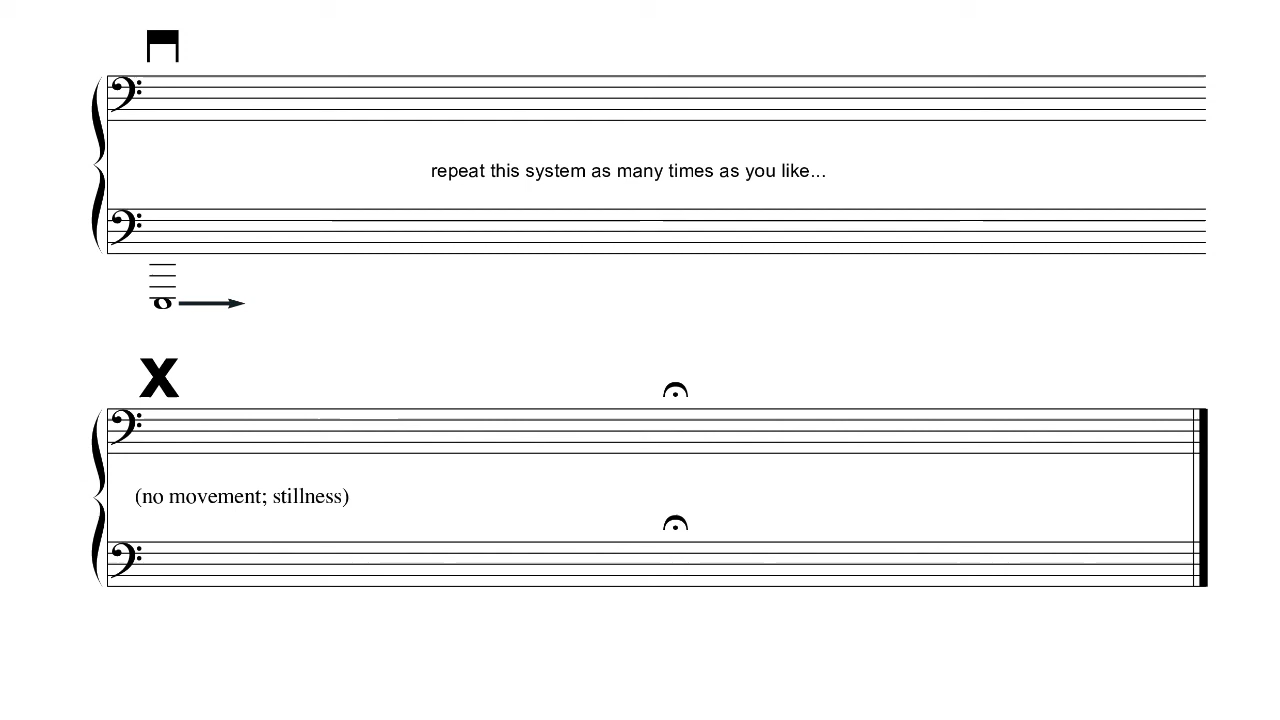 repeat this system as many times as you like...
X
(no movement; stillness)